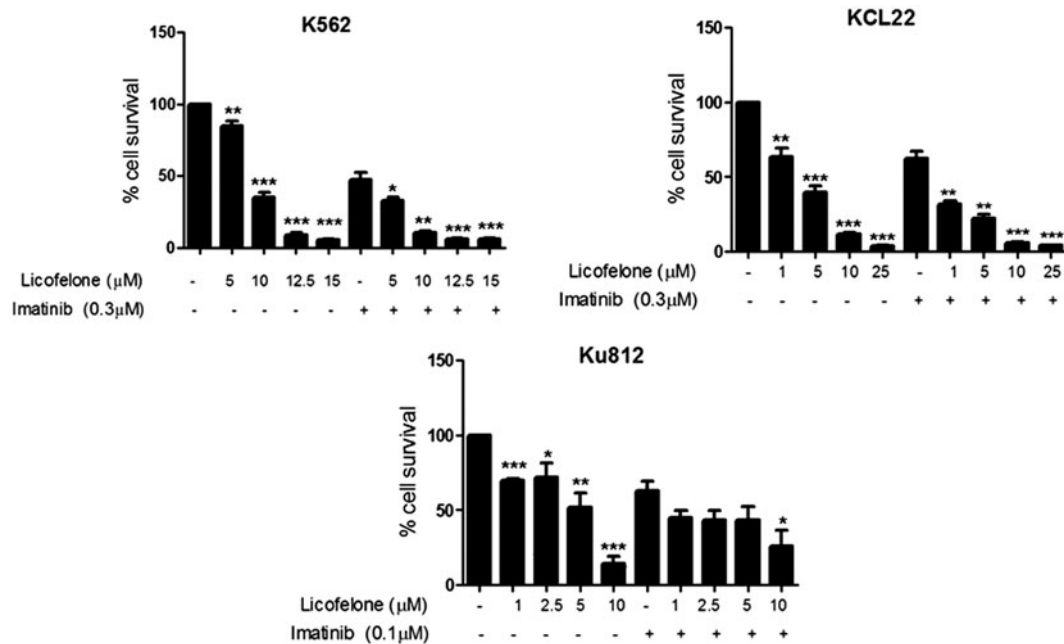 K562
150
100
50
0
% cell survival
** *** *** *** * ** *** ***
Licofelone (μM) - 5 10 12.5 15 - 5 10 12.5 15
Imatinib (0.3μM) - - - - - + + + + +
KCL22
150
100
50
0
% cell survival
** *** *** *** ** ** *** ***
Licofelone (μM) - 1 5 10 25 - 1 5 10 25
Imatinib (0.3μM) - - - - - + + + + +
Ku812
150
100
50
0
% cell survival
*** * ** *** *
Licofelone (μM) - 1 2.5 5 10 - 1 2.5 5 10
Imatinib (0.1μM) - - - - - + + + + +